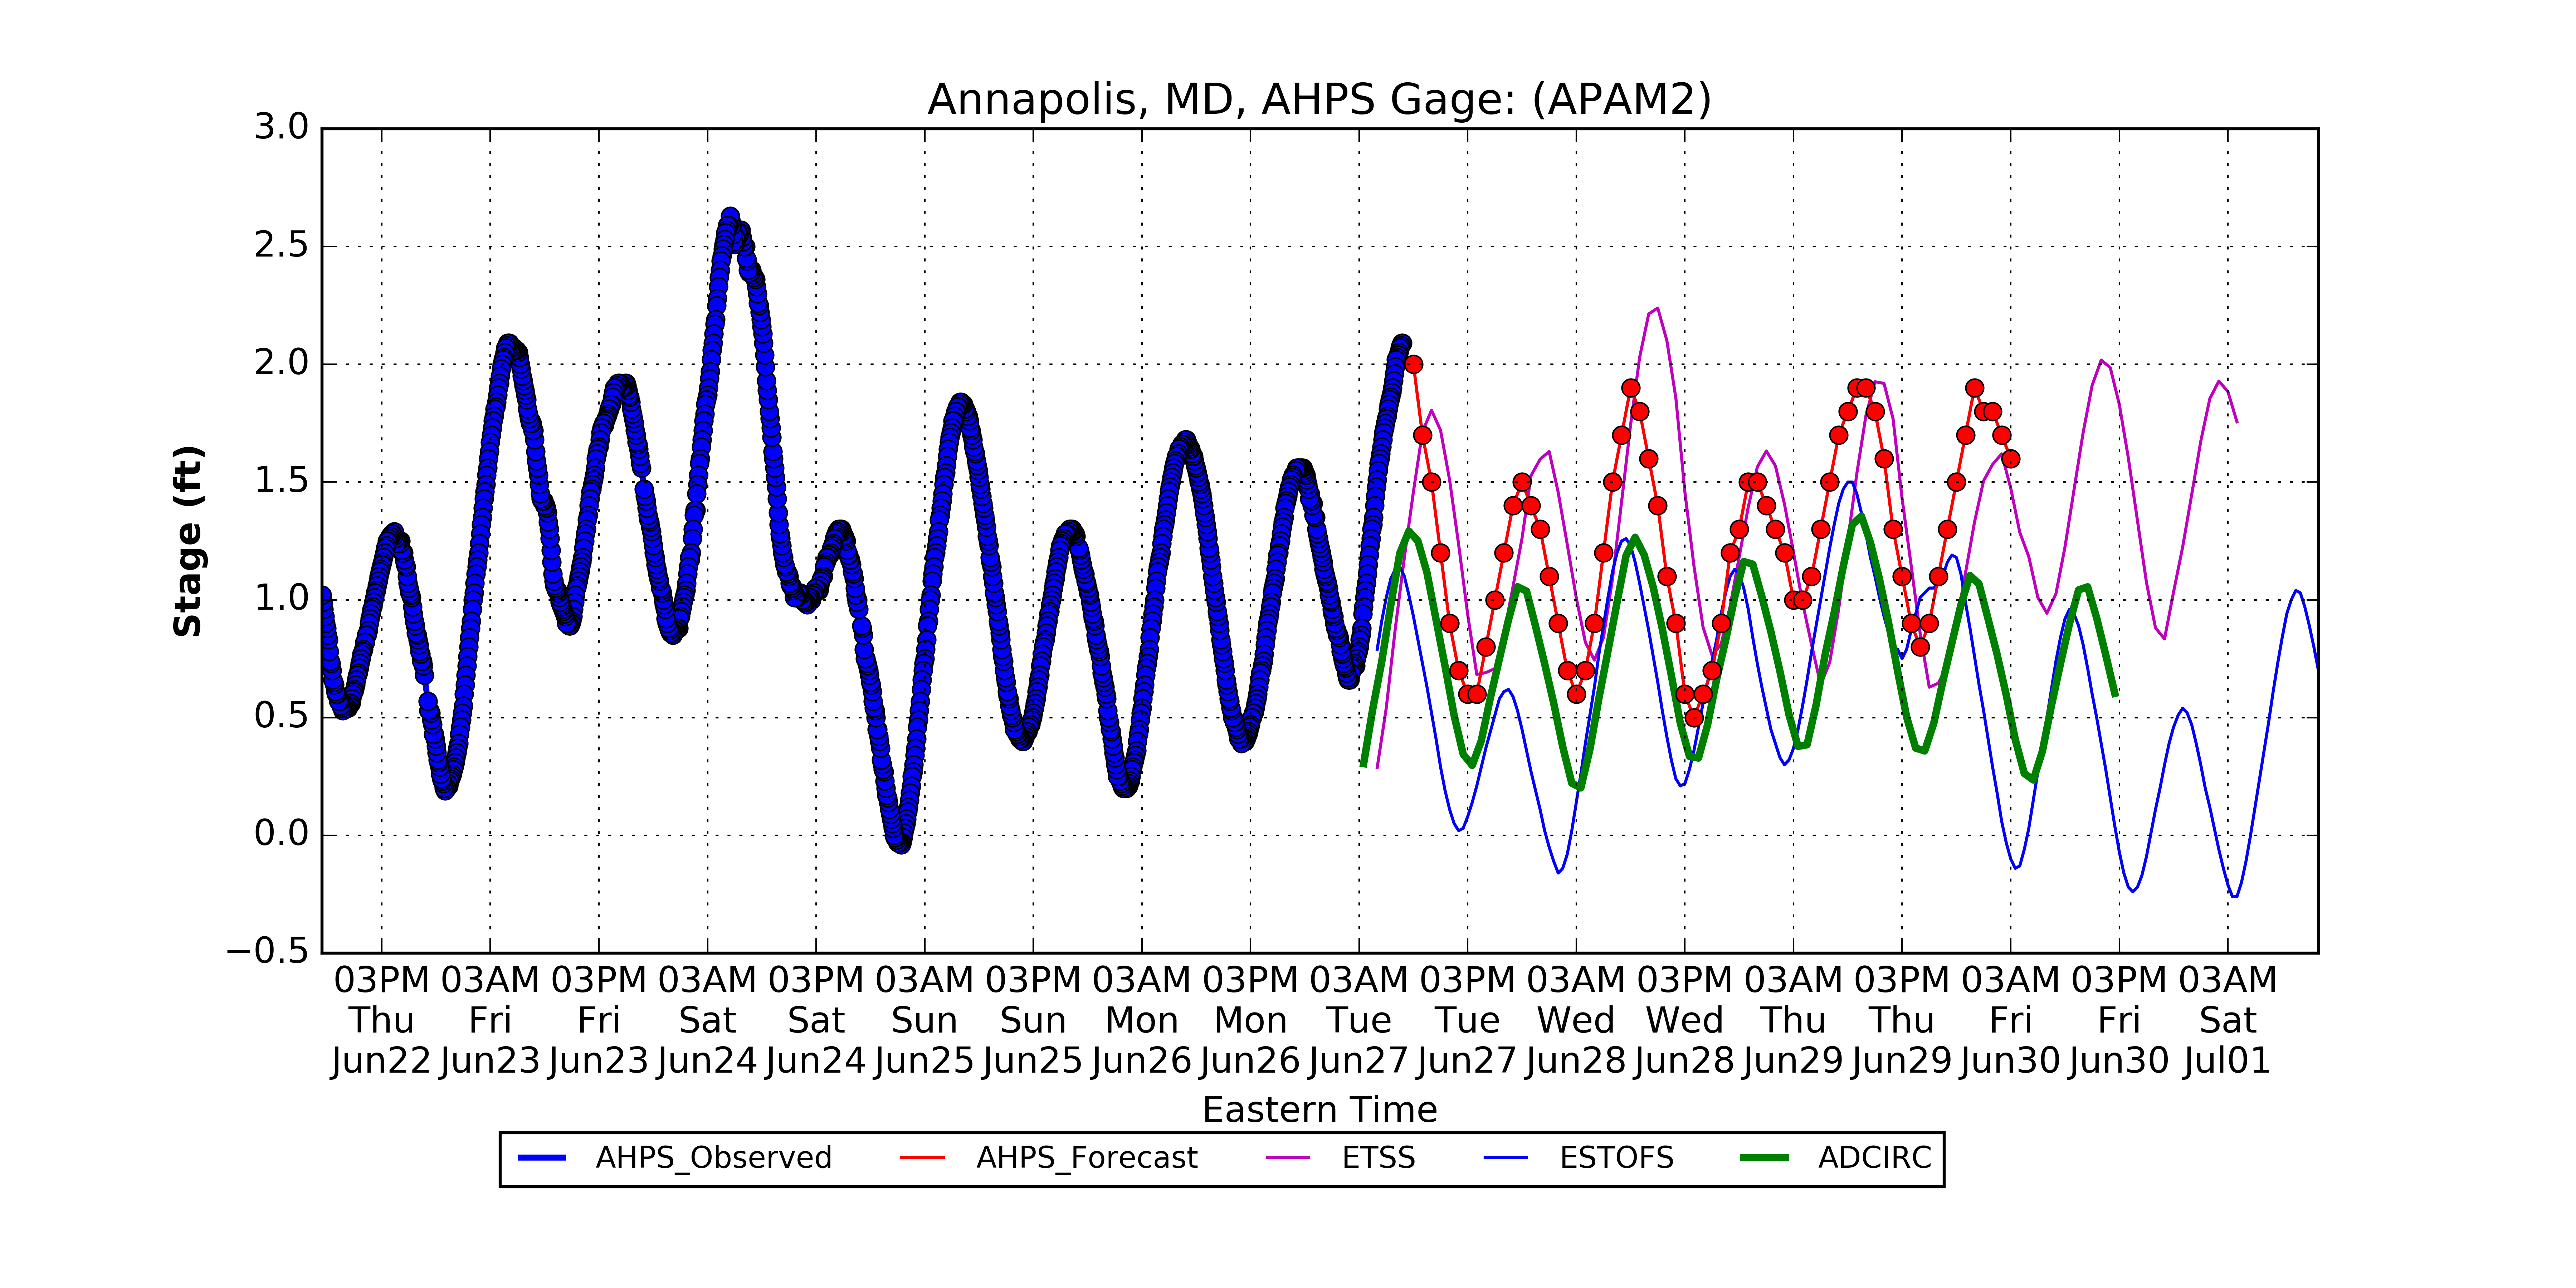 Annapolis, MD, AHPS Gage: (APAM2)
3.0
2.5
2.0
1.5
1.0
0.5
0.0
−0.5
Stage (ft)
03PM 03AM 03PM 03AM 03PM 03AM 03PM 03AM 03PM 03AM 03PM 03AM 03PM 03AM 03PM 03AM 03PM 03AM
Thu Fri Fri Sat Sat Sun Sun Mon Mon Tue Tue Wed Wed Thu Thu Fri Fri Sat
Jun22 Jun23 Jun23 Jun24 Jun24 Jun25 Jun25 Jun26 Jun26 Jun27 Jun27 Jun28 Jun28 Jun29 Jun29 Jun30 Jun30 Jul01
Eastern Time
AHPS_Observed AHPS_Forecast ETSS ESTOFS ADCIRC